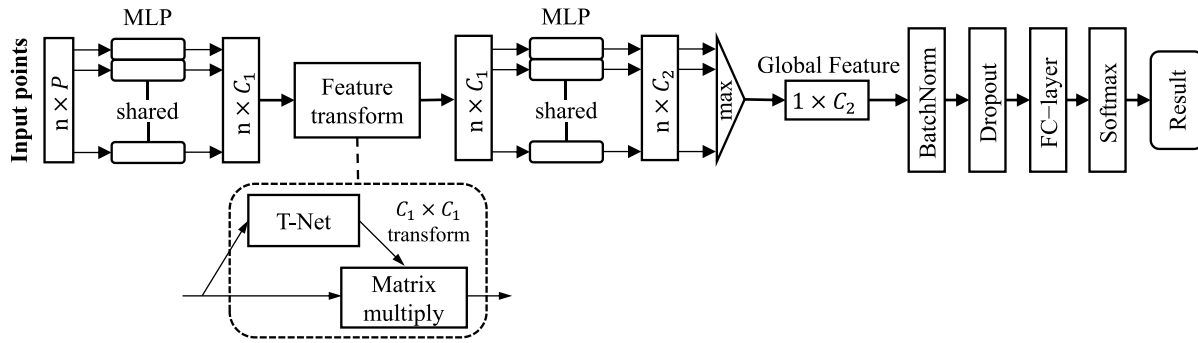 Input points
n × P
MLP
shared
n × C₁
Feature
transform
n × C₁
MLP
shared
n × C₂
max
Global Feature
1 × C₂
BatchNorm
Dropout
FC−layer
Softmax
Result
T-Net
C₁ × C₁
transform
Matrix
multiply